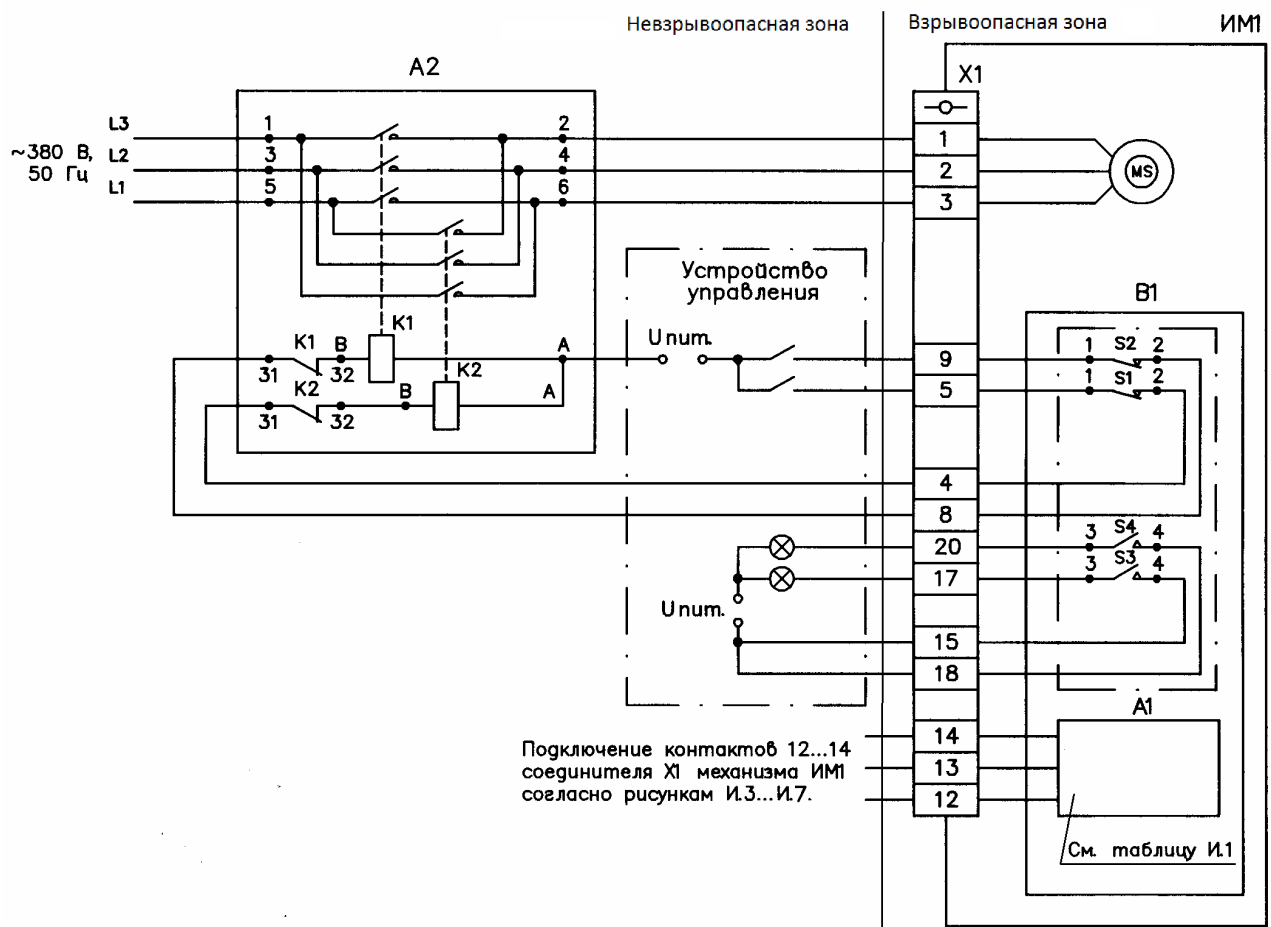 Невзрывоопасная зона
Взрывоопасная зона
ИМ1
A2
X1
L3
1
2
1
~380 В,
50 Гц
L2
3
4
2
MS
L1
5
6
3
Устройство
управления
B1
K1
U пит.
K1
B
A
31
32
9
1
S2
2
K2
K2
B
A
31
32
5
1
S1
2
4
8
20
3
S4
4
17
3
S3
4
U пит.
15
18
A1
Подключение контактов 12...14
соединителя X1 механизма ИМ1
согласно рисункам И.3...И.7.
14
13
12
См. таблицу И.1